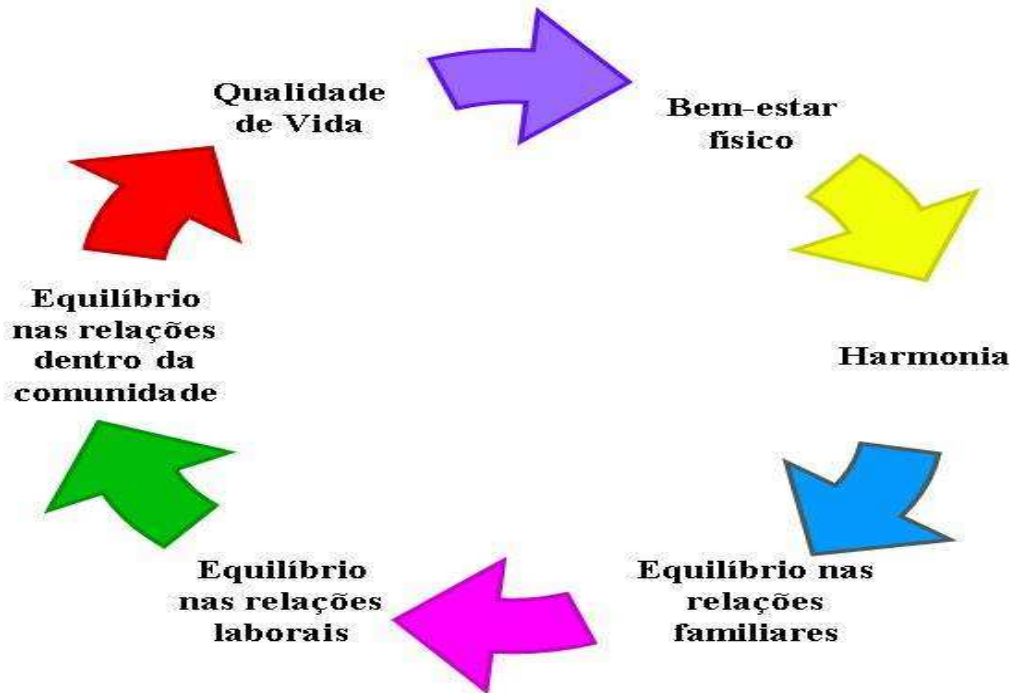 Qualidade
de Vida
Bem-estar
físico
Harmonia
Equilíbrio nas
relações
familiares
Equilíbrio
nas relações
laborais
Equilíbrio
nas relações
dentro da
comunidade